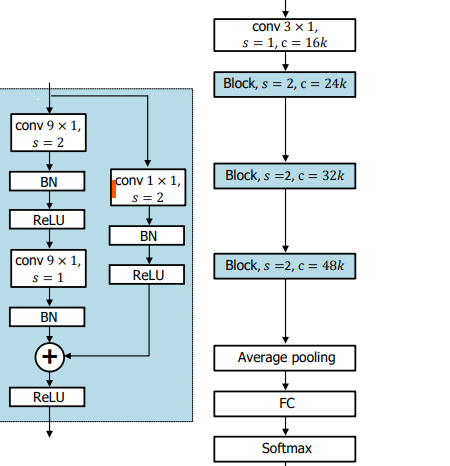 conv 9 × 1,
s = 2
BN
ReLU
conv 9 × 1,
s = 1
BN
+
ReLU
conv 1 × 1,
s = 2
BN
ReLU
conv 3 × 1,
s = 1, c = 16k
Block, s = 2, c = 24k
Block, s =2, c = 32k
Block, s =2, c = 48k
Average pooling
FC
Softmax